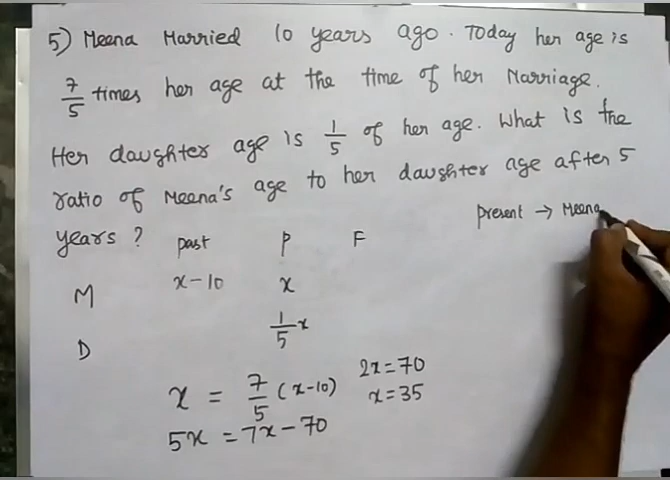 5) Meena Married 10 years ago. Today her age is
7/5 times her age at the time of her Marriage.
Her daughter age is 1/5 of her age. What is the
ratio of Meena's age to her daughter age after 5
years?
present → Meena
past P F
M x-10 x
D 1/5 x
x = 7/5 (x-10)
5x = 7x-70
2x=70
x=35